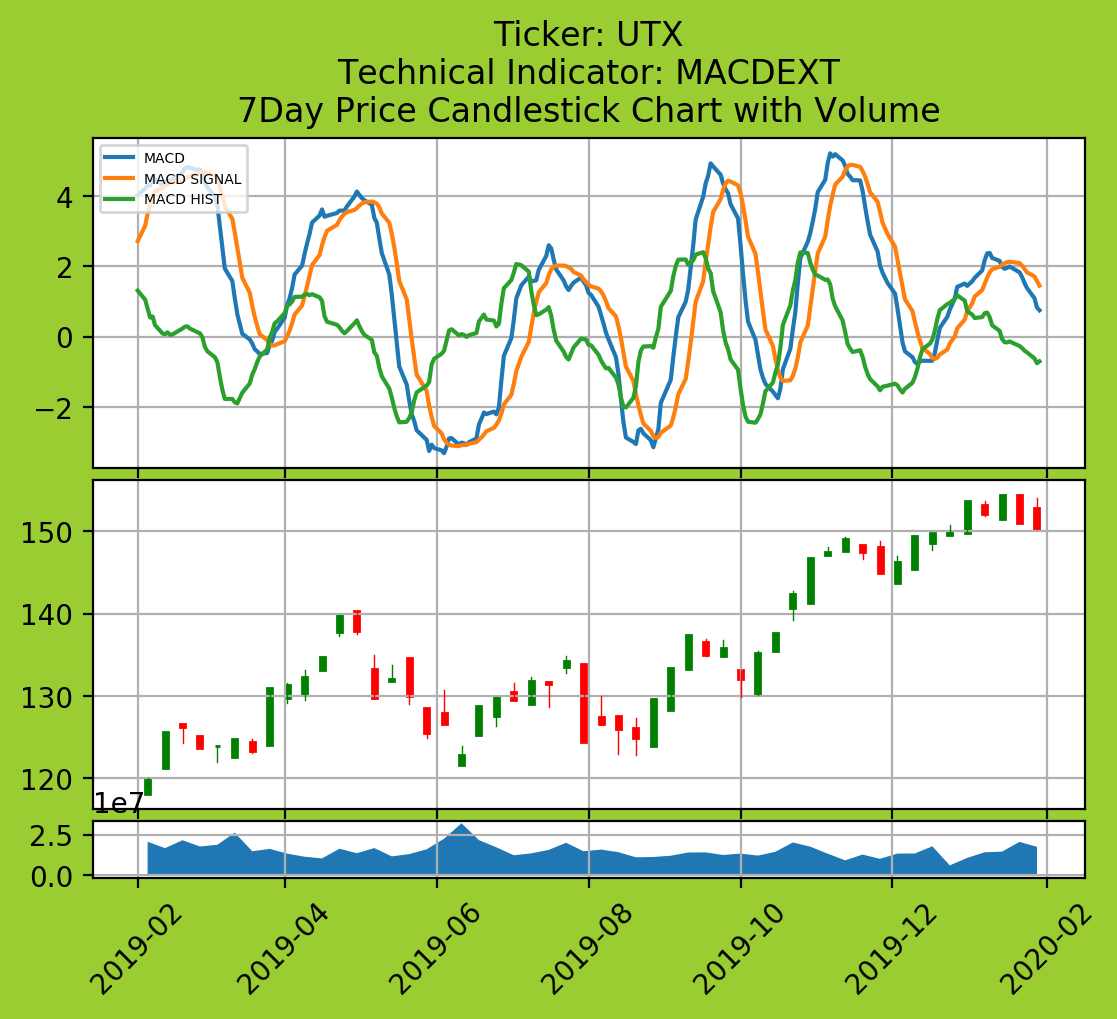 Ticker: UTX
Technical Indicator: MACDEXT
7Day Price Candlestick Chart with Volume
MACD
MACD SIGNAL
MACD HIST
4
2
0
−2
150
140
130
120
1e7
2.5
0.0
2019-02
2019-04
2019-06
2019-08
2019-10
2019-12
2020-02